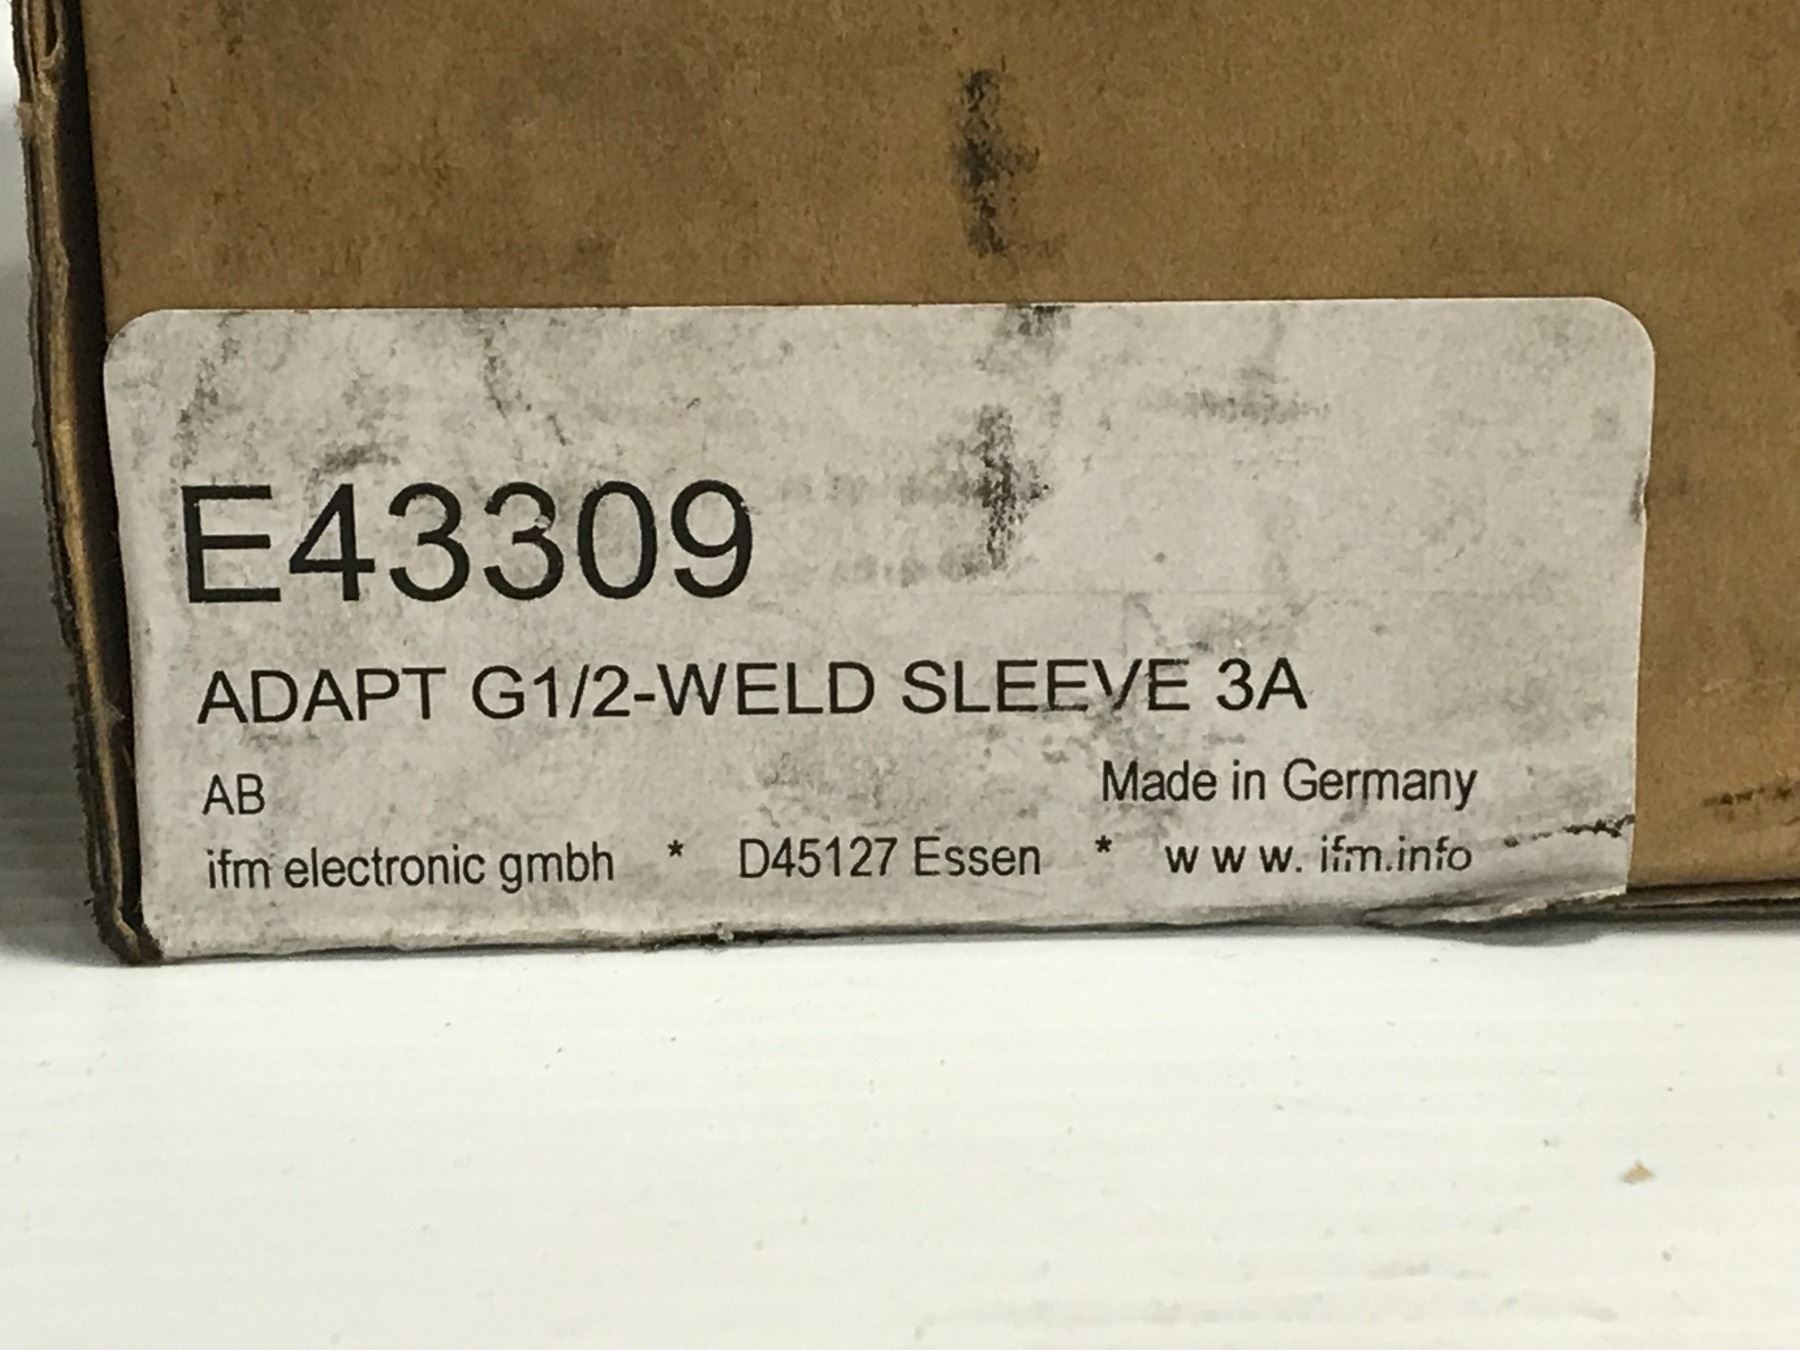 E43309
ADAPT G1/2-WELD SLEEVE 3A
AB Made in Germany
ifm electronic gmbh * D45127 Essen * w w w. ifm.info